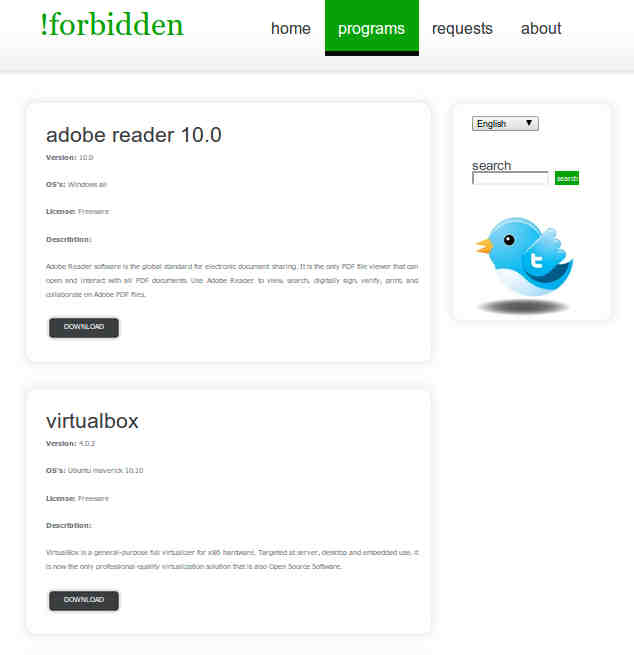 !forbidden
home programs requests about
adobe reader 10.0
Version: 10.0
OS's: Windows all
License: Freeware
Describtion:
Adobe Reader software is the global standard for electronic document sharing. It is the only PDF file viewer that can
open and interact with all PDF documents. Use Adobe Reader to view, search, digitally sign, verify, print, and
collaborate on Adobe PDF files.
DOWNLOAD
virtualbox
Version: 4.0.2
OS's: Ubuntu maverick 10.10
License: Freeware
Describtion:
VirtualBox is a general-purpose full virtualizer for x86 hardware. Targeted at server, desktop and embedded use, it
is now the only professional-quality virtualization solution that is also Open Source Software.
DOWNLOAD
English
search
search
t